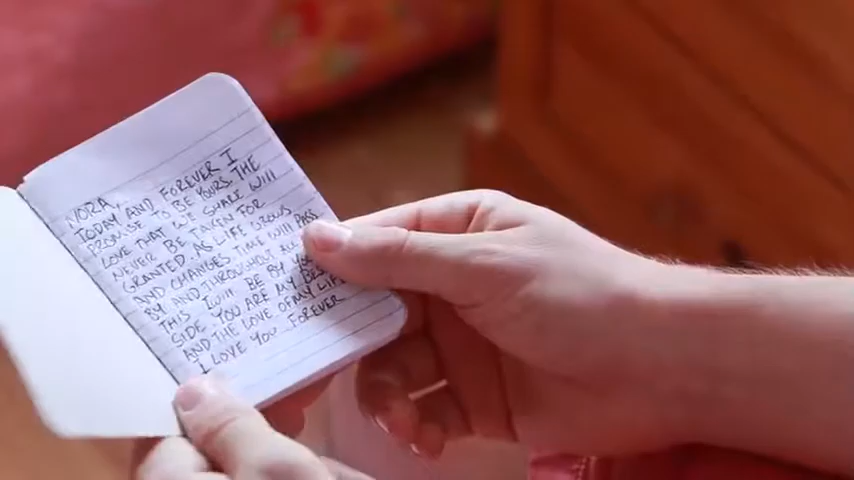 NORA,
TODAY, AND FOREVER I
PROMISE TO BE YOURS. THE
LOVE THAT WE SHARE WILL
NEVER BE TAKEN FOR
GRANTED. AS LIFE GROWS
AND CHANGES TIME WILL PASS
BY AND THROUGHOUT ALL
THIS I WILL BE BY YOUR
SIDE. YOU ARE MY BEST
AND THE LOVE OF MY LIFE
I LOVE YOU FOREVER